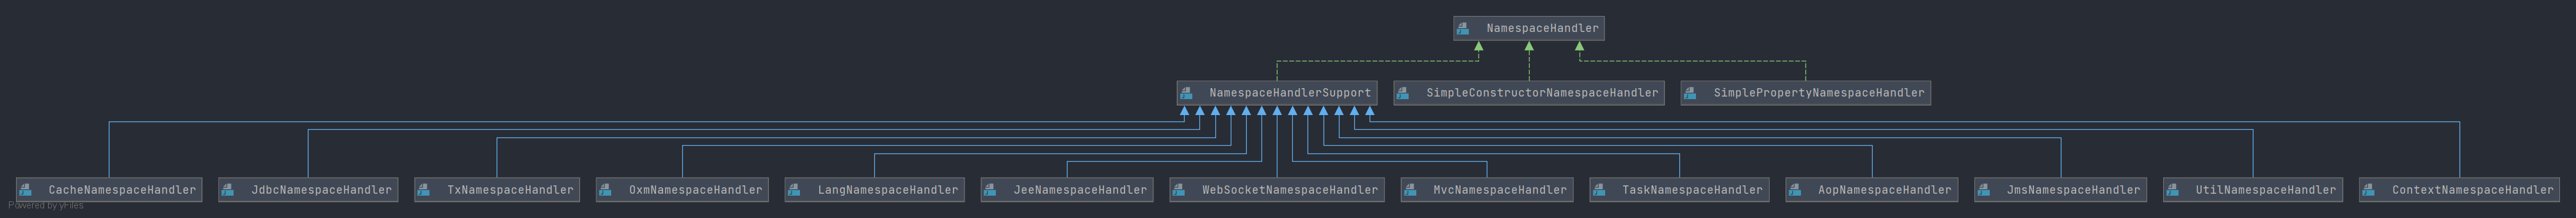 NamespaceHandler
NamespaceHandlerSupport SimpleConstructorNamespaceHandler SimplePropertyNamespaceHandler
CacheNamespaceHandler JdbcNamespaceHandler TxNamespaceHandler OxmNamespaceHandler LangNamespaceHandler JeeNamespaceHandler WebSocketNamespaceHandler MvcNamespaceHandler TaskNamespaceHandler AopNamespaceHandler JmsNamespaceHandler UtilNamespaceHandler ContextNamespaceHandler
Powered by yFiles